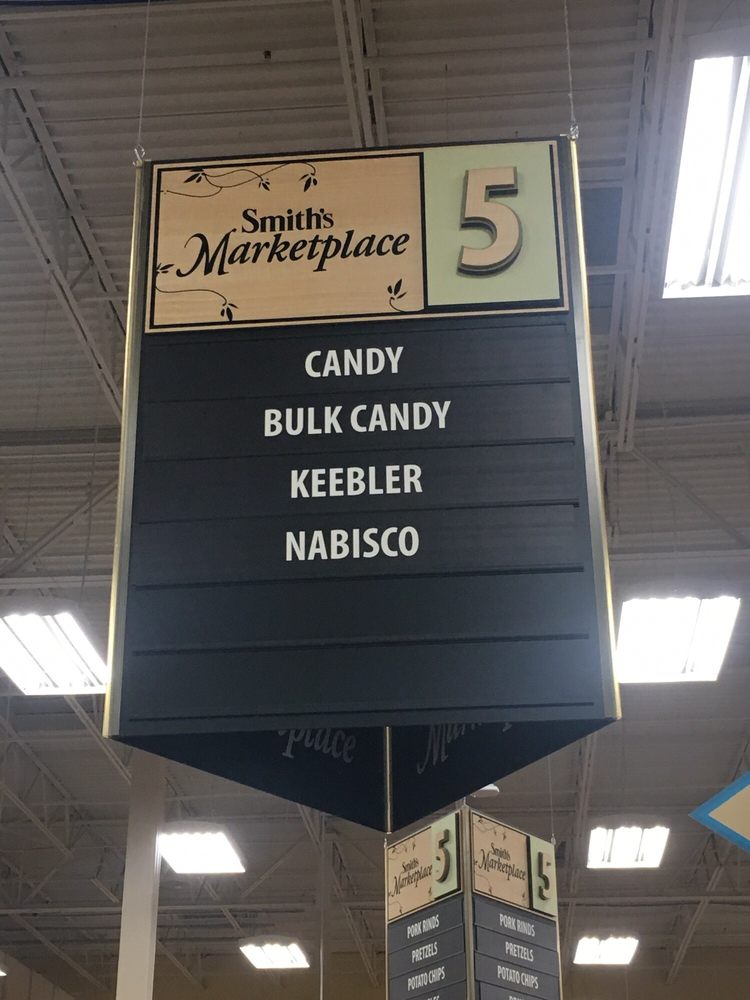 Smith's
Marketplace
5
CANDY
BULK CANDY
KEEBLER
NABISCO
place
Smith's
Marketplace
5
PORK RINDS
PRETZELS
POTATO CHIPS
Smith's
Marketplace
5
PORK RINDS
PRETZELS
POTATO CHIPS